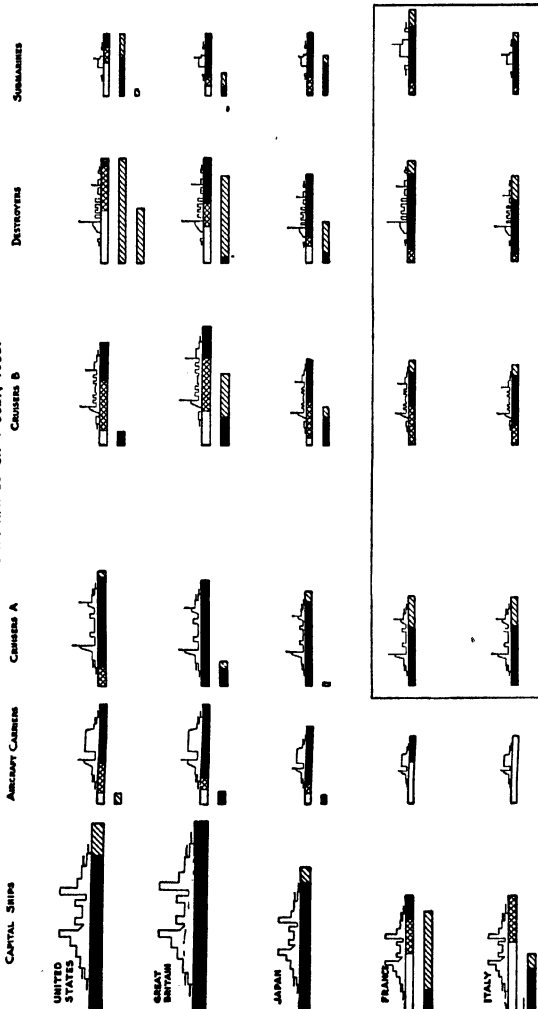 CAPITAL SHIPS
AIRCRAFT CARRIERS
CRUISERS A
CRUISERS B
DESTROYERS
SUBMARINES
UNITED
STATES
GREAT
BRITAIN
JAPAN
FRANCE
ITALY